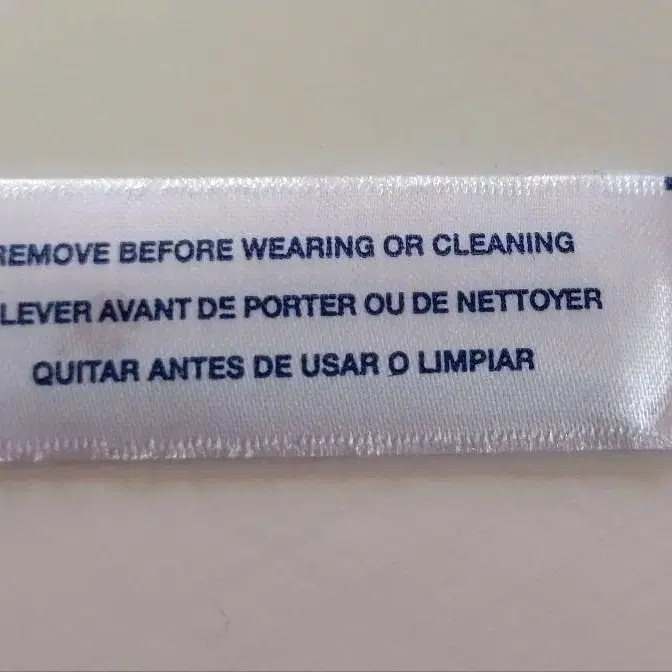 REMOVE BEFORE WEARING OR CLEANING
LEVER AVANT DE PORTER OU DE NETTOYER
QUITAR ANTES DE USAR O LIMPIAR